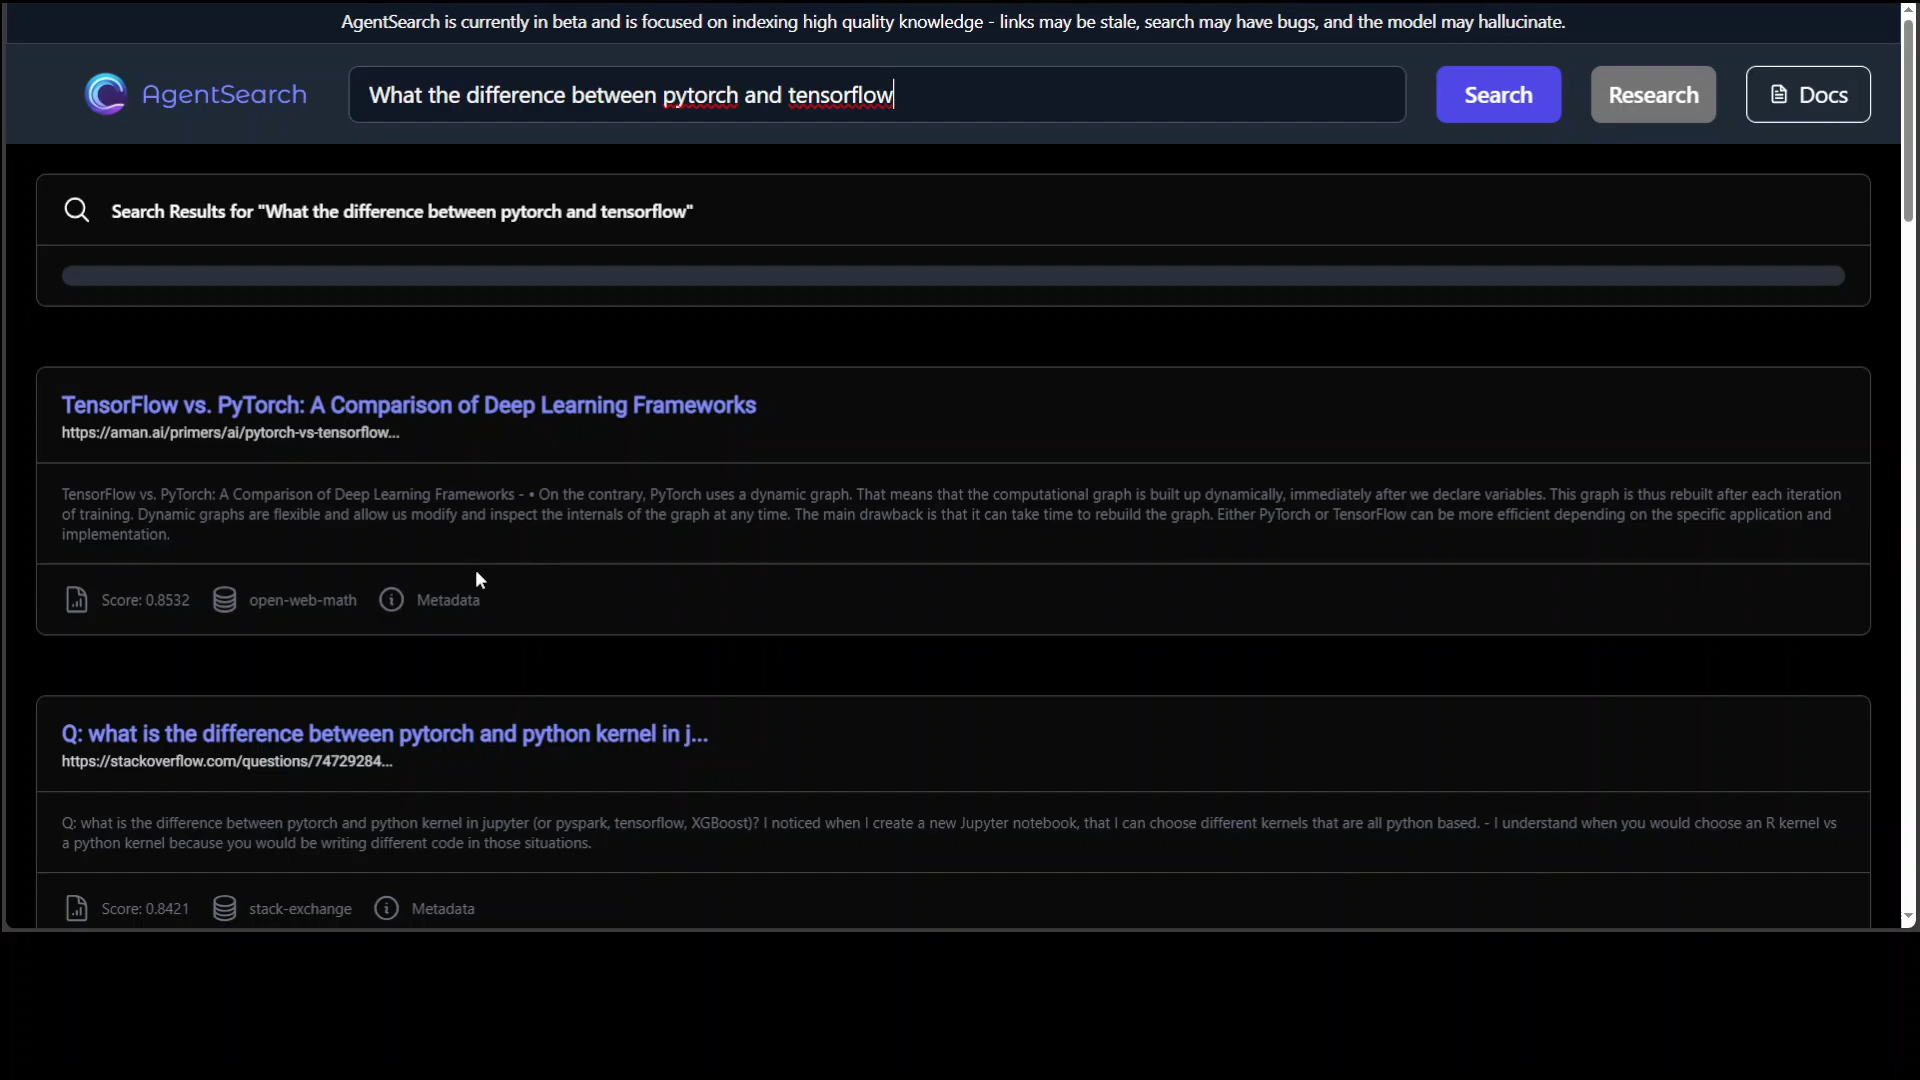 AgentSearch is currently in beta and is focused on indexing high quality knowledge - links may be stale, search may have bugs, and the model may hallucinate.
AgentSearch
What the difference between pytorch and tensorflow
Search
Research
Docs
Search Results for "What the difference between pytorch and tensorflow"
TensorFlow vs. PyTorch: A Comparison of Deep Learning Frameworks
https://aman.ai/primers/ai/pytorch-vs-tensorflow...
TensorFlow vs. PyTorch: A Comparison of Deep Learning Frameworks - • On the contrary, PyTorch uses a dynamic graph. That means that the computational graph is built up dynamically, immediately after we declare variables. This graph is thus rebuilt after each iteration
of training. Dynamic graphs are flexible and allow us modify and inspect the internals of the graph at any time. The main drawback is that it can take time to rebuild the graph. Either PyTorch or TensorFlow can be more efficient depending on the specific application and
implementation.
Score: 0.8532 open-web-math Metadata
Q: what is the difference between pytorch and python kernel in j...
https://stackoverflow.com/questions/74729284...
Q: what is the difference between pytorch and python kernel in jupyter (or pyspark, tensorflow, XGBoost)? I noticed when I create a new Jupyter notebook, that I can choose different kernels that are all python based. - I understand when you would choose an R kernel vs
a python kernel because you would be writing different code in those situations.
Score: 0.8421 stack-exchange Metadata